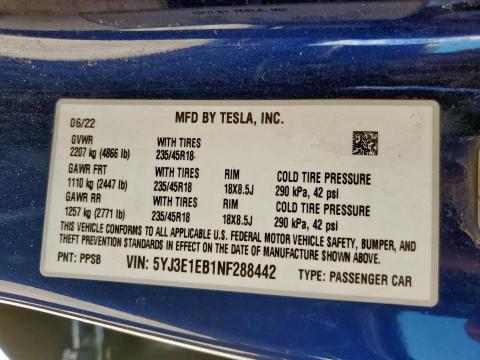 MFD BY TESLA, INC.
06/22
GVWR WITH TIRES
2207 kg (4866 lb) 235/45R18
GAWR FRT WITH TIRES RIM COLD TIRE PRESSURE
1110 kg (2447 lb) 235/45R18 18X8.5J 290 kPa, 42 psi
GAWR RR WITH TIRES RIM COLD TIRE PRESSURE
1257 kg (2771 lb) 235/45R18 18X8.5J 290 kPa, 42 psi
THIS VEHICLE CONFORMS TO ALL APPLICABLE U.S. FEDERAL MOTOR VEHICLE SAFETY, BUMPER, AND
THEFT PREVENTION STANDARDS IN EFFECT ON THE DATE OF MANUFACTURE SHOWN ABOVE.
PNT: PPSB VIN: 5YJ3E1EB1NF288442 TYPE: PASSENGER CAR